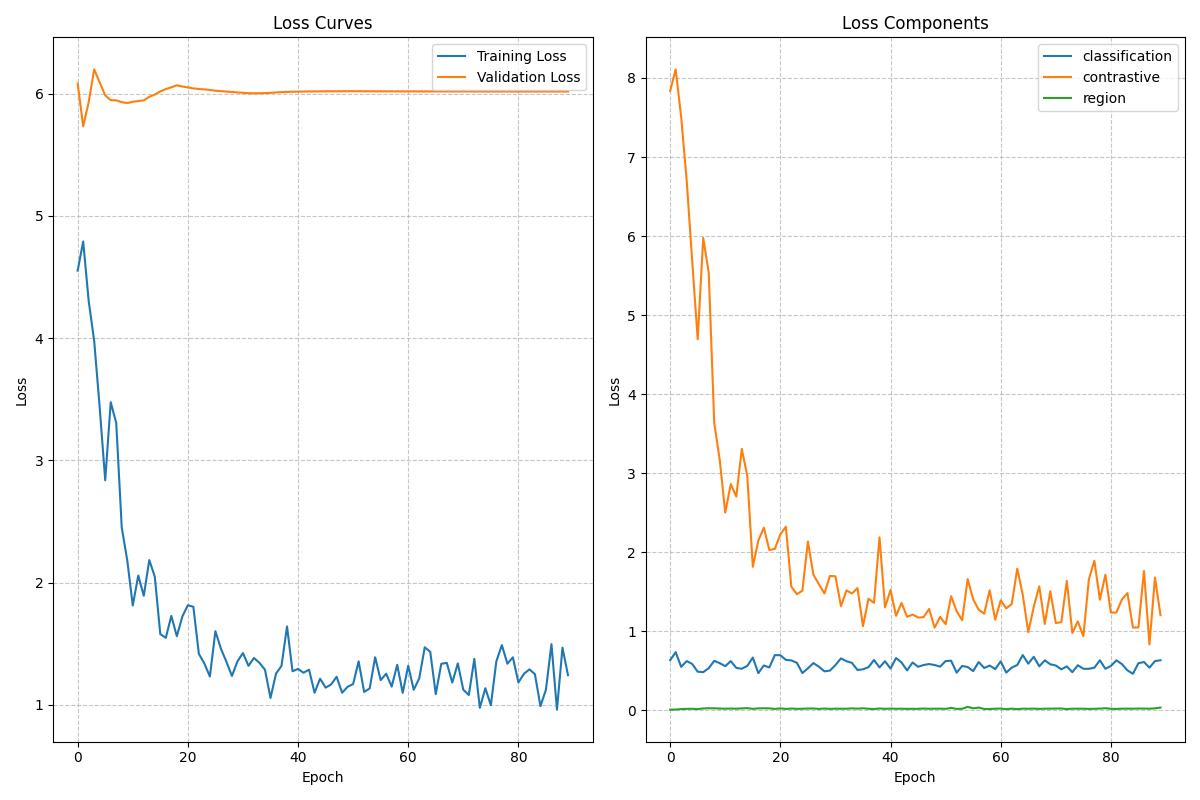 Loss Curves
Training Loss
Validation Loss
6
5
4
3
2
1
Loss
0
20
40
60
80
Epoch
Loss Components
classification
contrastive
region
8
7
6
5
4
3
2
1
0
Loss
0
20
40
60
80
Epoch